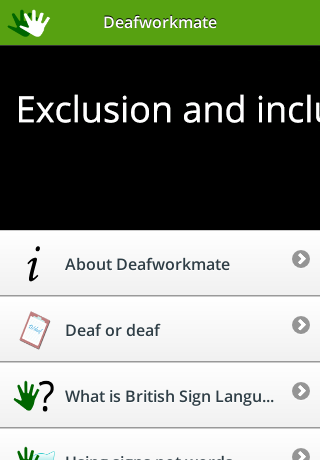 Deafworkmate
Exclusion and inclu
About Deafworkmate
Deaf or deaf
What is British Sign Langu...
Using signs not words